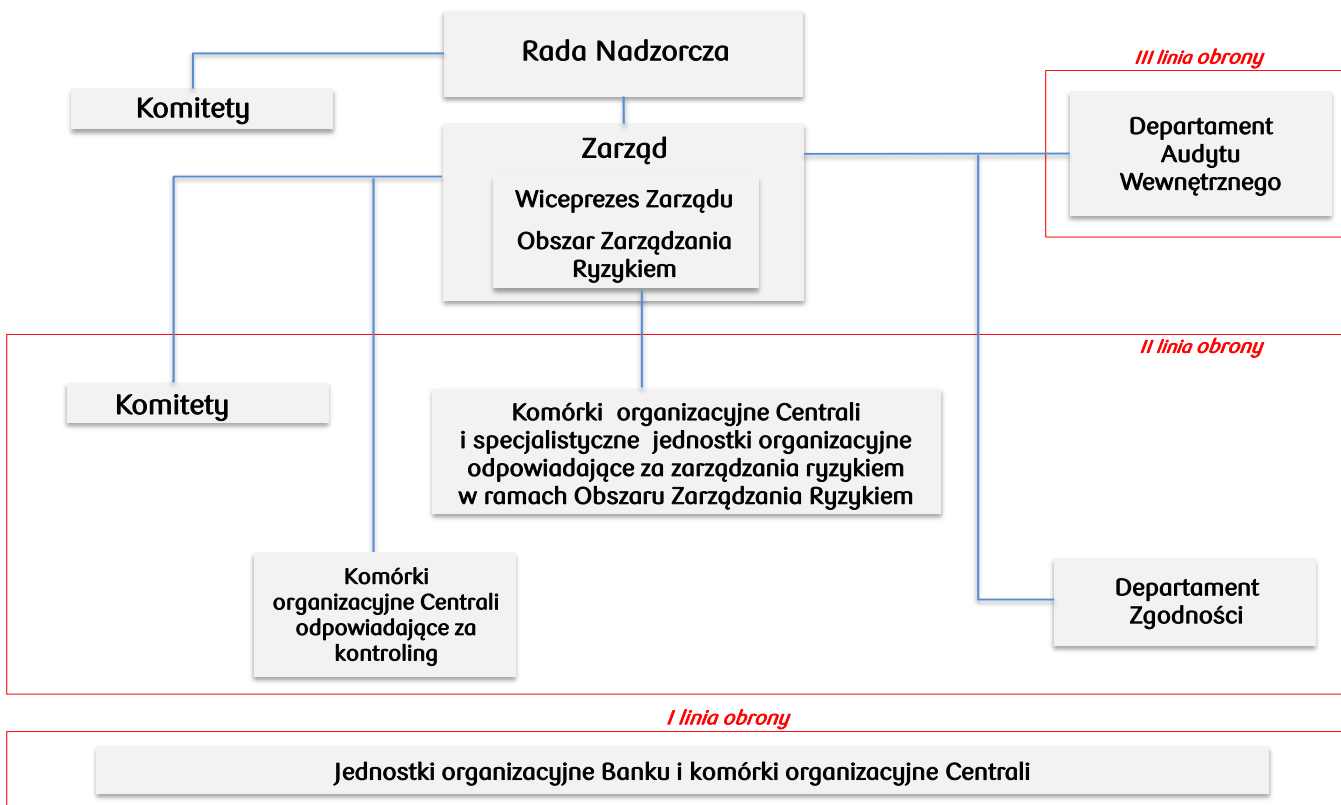 Rada Nadzorcza
III linia obrony
Komitety
Departament
Audytu
Wewnętrznego
Zarząd
Wiceprezes Zarządu
Obszar Zarządzania
Ryzykiem
II linia obrony
Komitety
Komórki organizacyjne Centrali
i specjalistyczne jednostki organizacyjne
odpowiadające za zarządzania ryzykiem
w ramach Obszaru Zarządzania Ryzykiem
Komórki
organizacyjne Centrali
odpowiadające za
kontroling
Departament
Zgodności
I linia obrony
Jednostki organizacyjne Banku i komórki organizacyjne Centrali